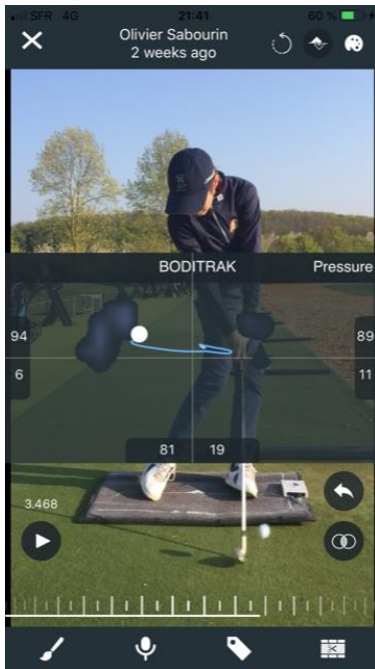 SFR 4G 21:41 60 %
Olivier Sabourin
2 weeks ago
BODITRAK Pressure
94 89
6 11
81 19
3.468